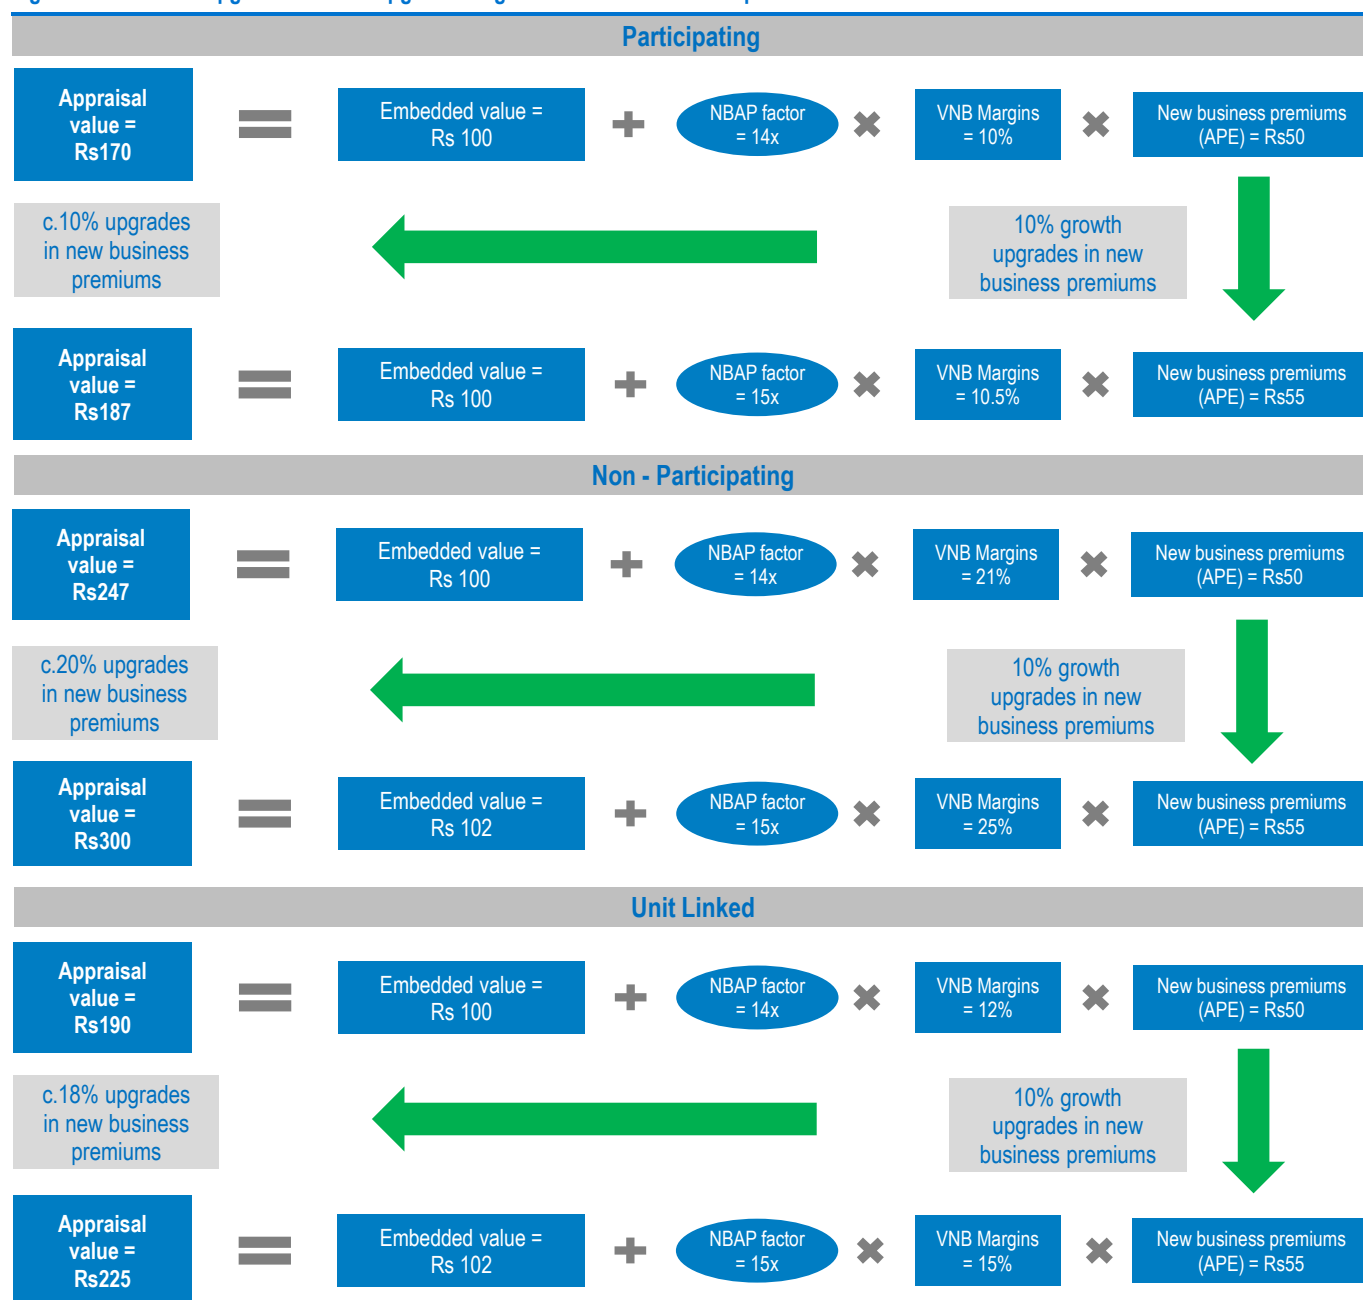 Participating
Appraisal
value =
Rs170
Embedded value =
Rs 100
NBAP factor
= 14x
VNB Margins
= 10%
New business premiums
(APE) = Rs50
c.10% upgrades
in new business
premiums
10% growth
upgrades in new
business premiums
Appraisal
value =
Rs187
Embedded value =
Rs 100
NBAP factor
= 15x
VNB Margins
= 10.5%
New business premiums
(APE) = Rs55
Non - Participating
Appraisal
value =
Rs247
Embedded value =
Rs 100
NBAP factor
= 14x
VNB Margins
= 21%
New business premiums
(APE) = Rs50
c.20% upgrades
in new business
premiums
10% growth
upgrades in new
business premiums
Appraisal
value =
Rs300
Embedded value =
Rs 102
NBAP factor
= 15x
VNB Margins
= 25%
New business premiums
(APE) = Rs55
Unit Linked
Appraisal
value =
Rs190
Embedded value =
Rs 100
NBAP factor
= 14x
VNB Margins
= 12%
New business premiums
(APE) = Rs50
c.18% upgrades
in new business
premiums
10% growth
upgrades in new
business premiums
Appraisal
value =
Rs225
Embedded value =
Rs 102
NBAP factor
= 15x
VNB Margins
= 15%
New business premiums
(APE) = Rs55